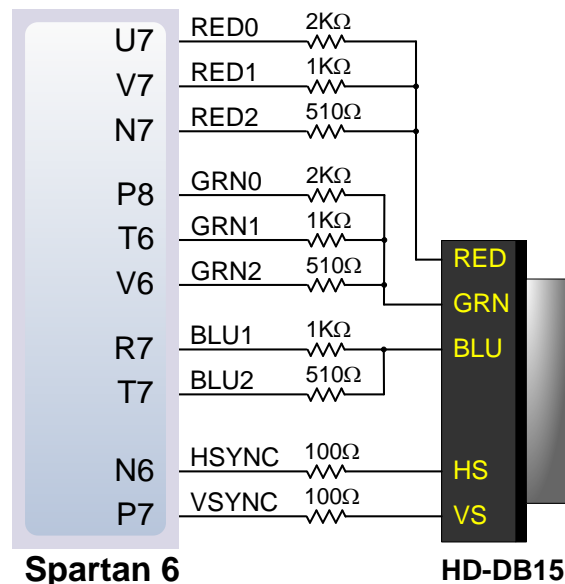 U7 RED0 2KΩ
V7 RED1 1KΩ
N7 RED2 510Ω
P8 GRN0 2KΩ
T6 GRN1 1KΩ
V6 GRN2 510Ω
RED
GRN
R7 BLU1 1KΩ BLU
T7 BLU2 510Ω
N6 HSYNC 100Ω HS
P7 VSYNC 100Ω VS
Spartan 6 HD-DB15